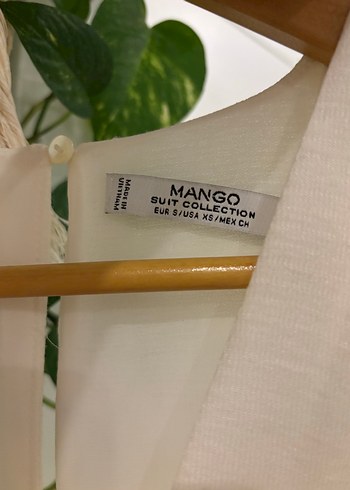 MADE IN
VIETNAM
MANGO
SUIT COLLECTION
EUR S/USA XS/MEX CH